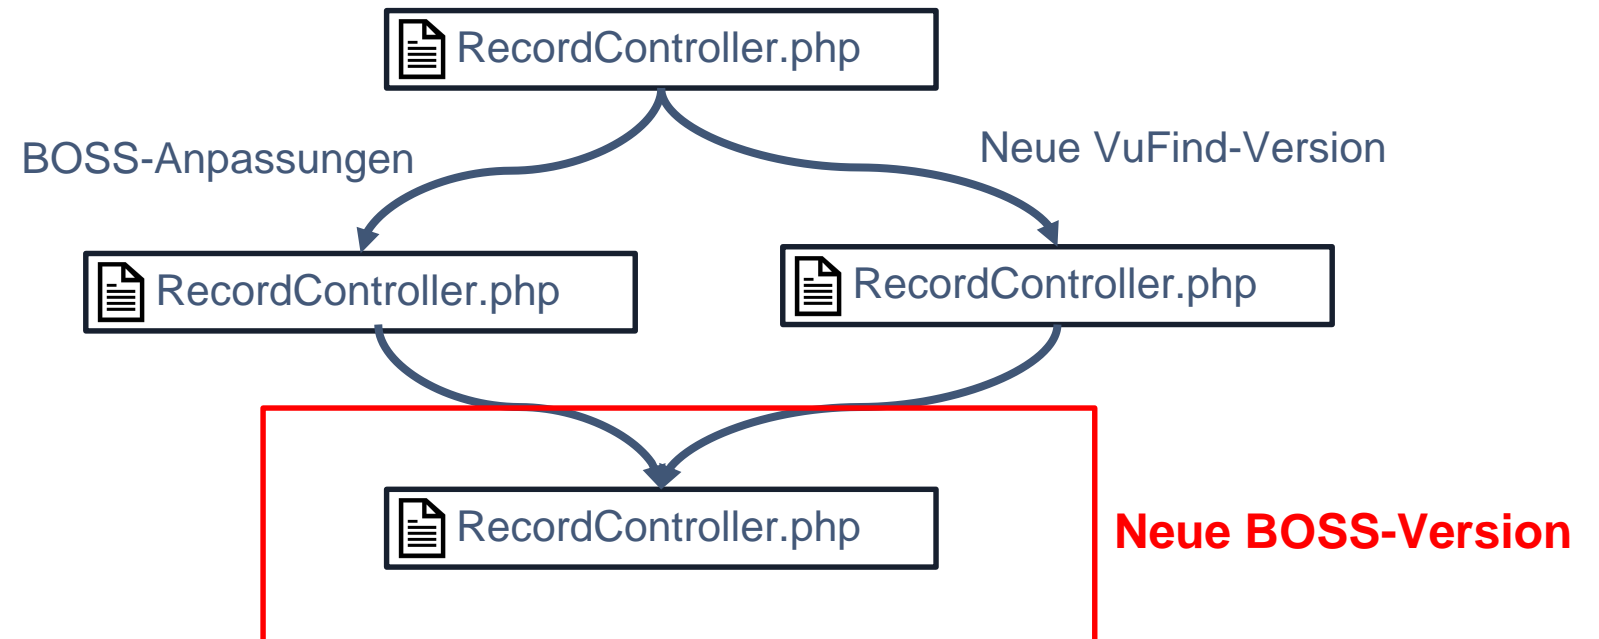 RecordController.php
BOSS-Anpassungen
Neue VuFind-Version
RecordController.php
RecordController.php
RecordController.php
Neue BOSS-Version